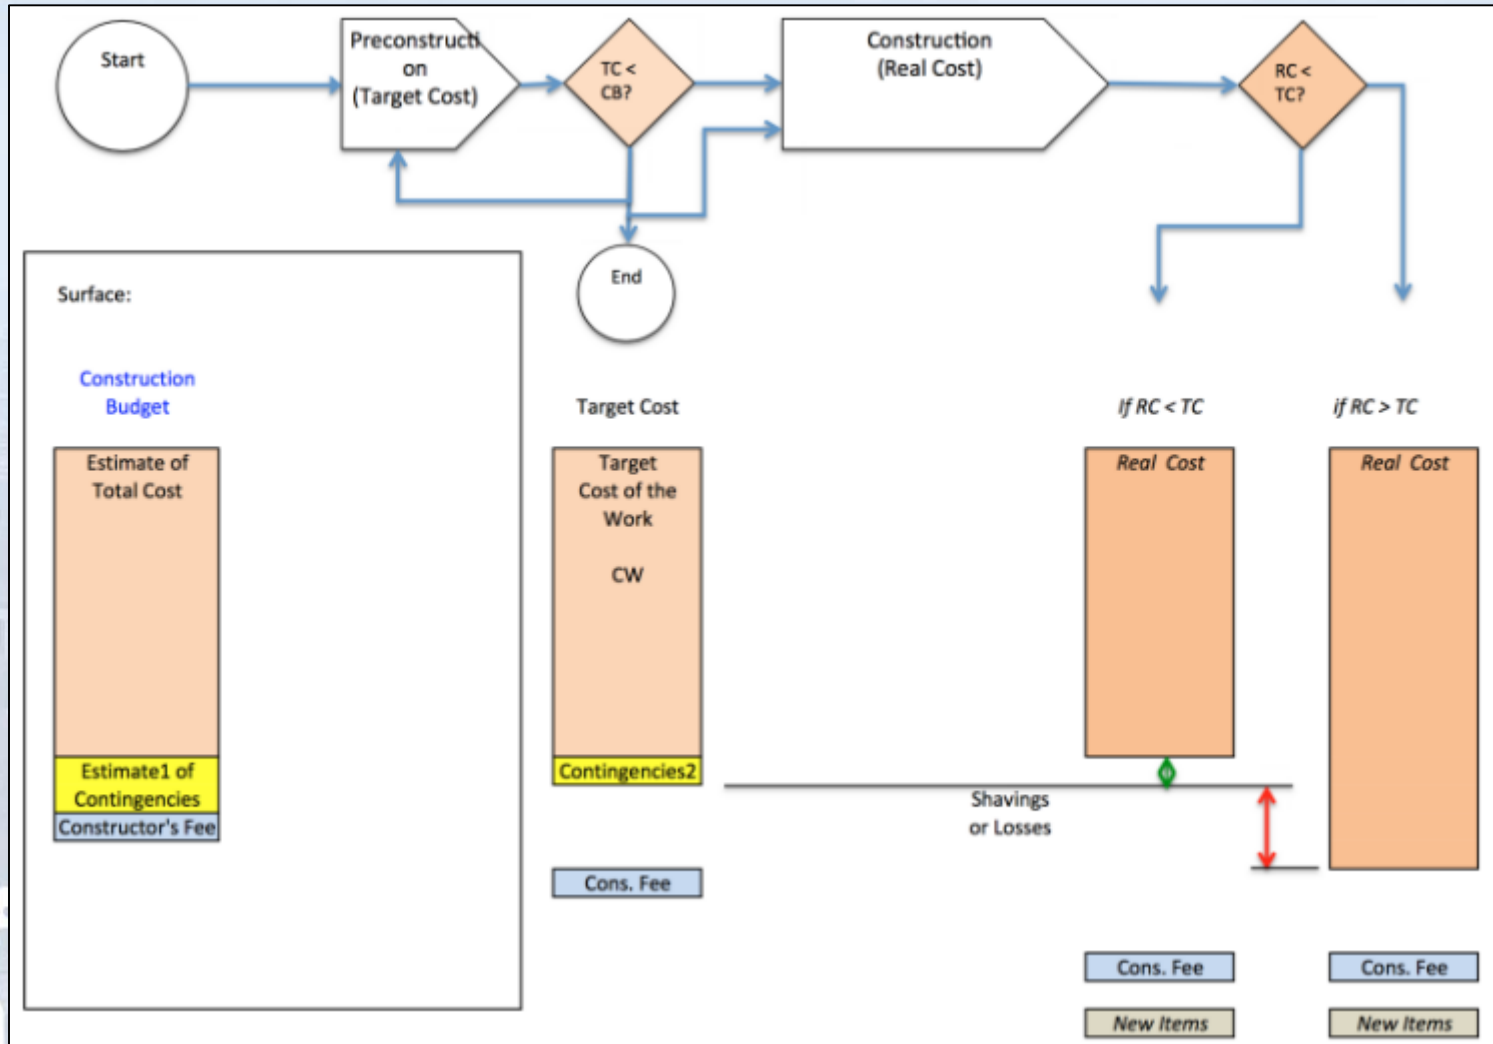 Start
Preconstructi
on
(Target Cost)
TC <
CB?
Construction
(Real Cost)
RC <
TC?
End
Surface:
Construction
Budget
Target Cost
If RC < TC
if RC > TC
Estimate of
Total Cost
Target
Cost of the
Work
CW
Real Cost
Real Cost
Estimate1 of
Contingencies
Constructor's Fee
Contingencies2
Shavings
or Losses
Cons. Fee
Cons. Fee
Cons. Fee
New Items
New Items